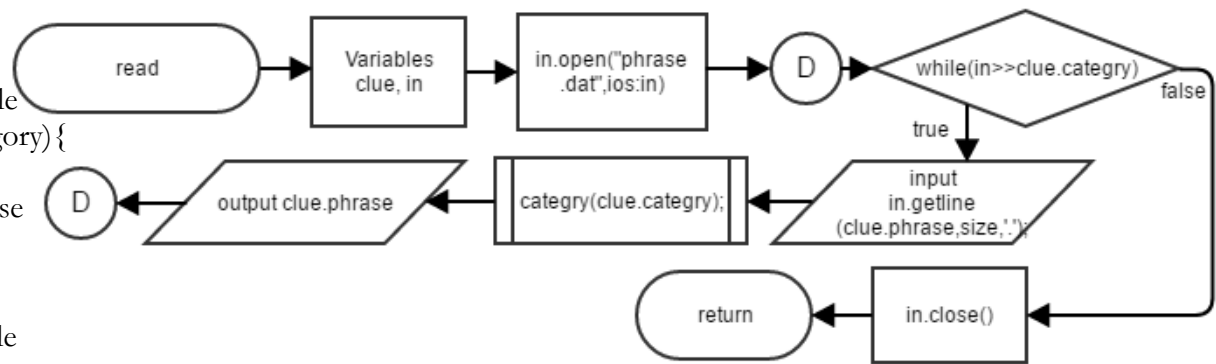 read
Variables
clue, in
in.open("phrase
.dat",ios:in)
D
while(in>>clue.categry)
false
true
gory){
input
in.getline
(clue.phrase,size,'.');
categry(clue.categry);
output clue.phrase
D
in.close()
return